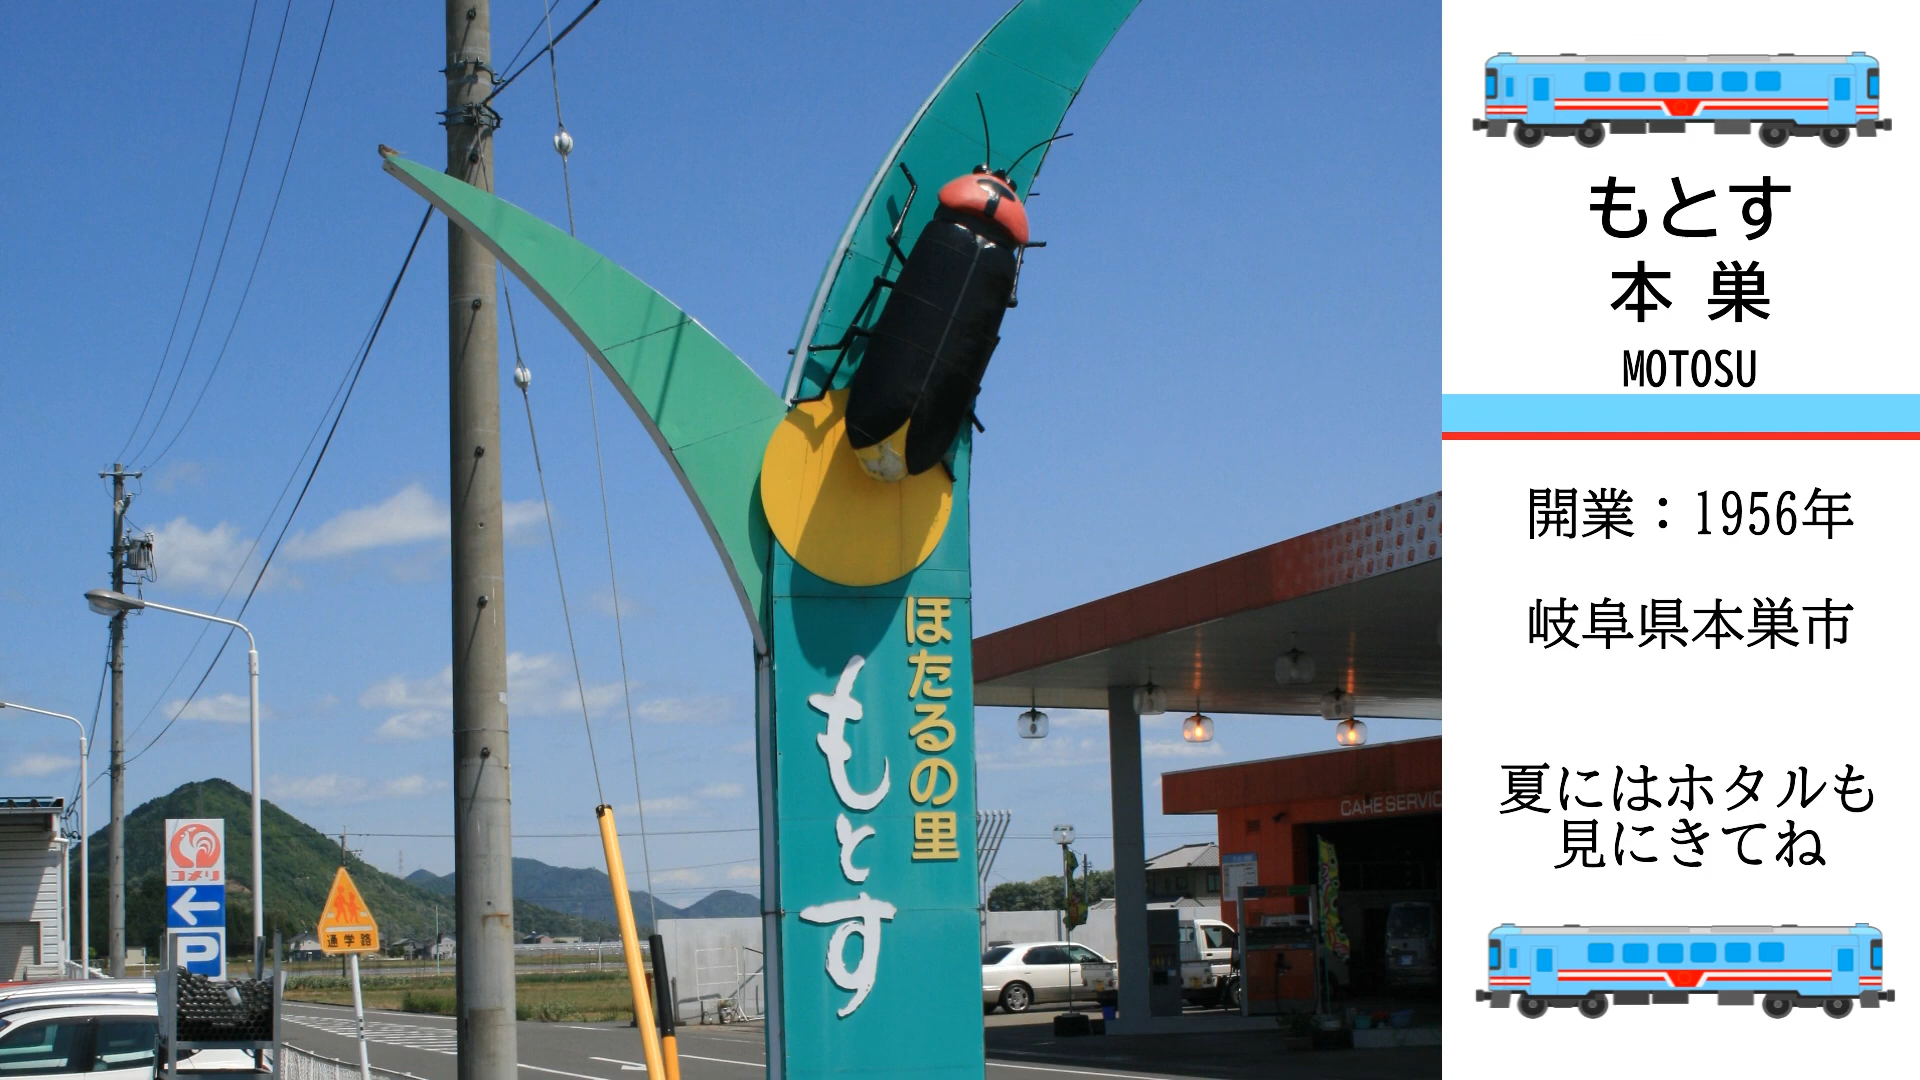 ほたるの里
もとす
コメリ
P
通学路
CAHE SERVIC
もとす
本 巣
MOTOSU
開業：1956年
岐阜県本巣市
夏にはホタルも
見にきてね